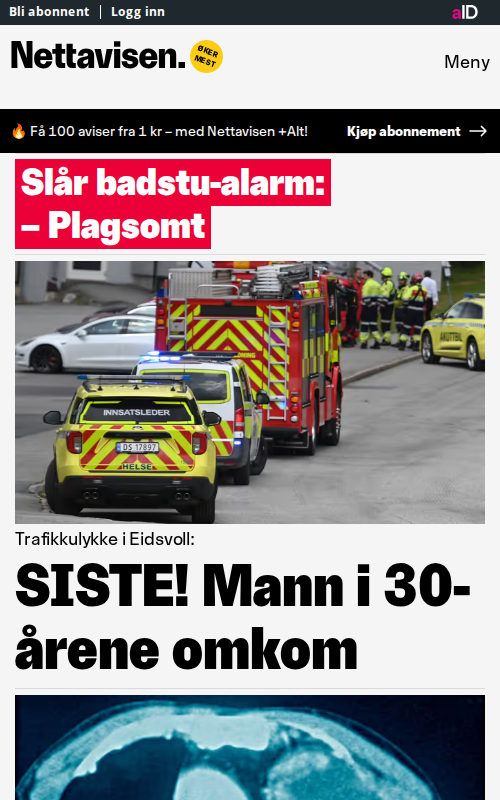 Bli abonnent | Logg inn
aID
Nettavisen.
ØKER
MEST
Meny
🔥 Få 100 aviser fra 1 kr – med Nettavisen +Alt!
Kjøp abonnement →
Slår badstu-alarm:
– Plagsomt
AKUTTBIL
INNSATSLEDER
DS 17897
HELSE
Trafikkulykke i Eidsvoll:
SISTE! Mann i 30-
årene omkom